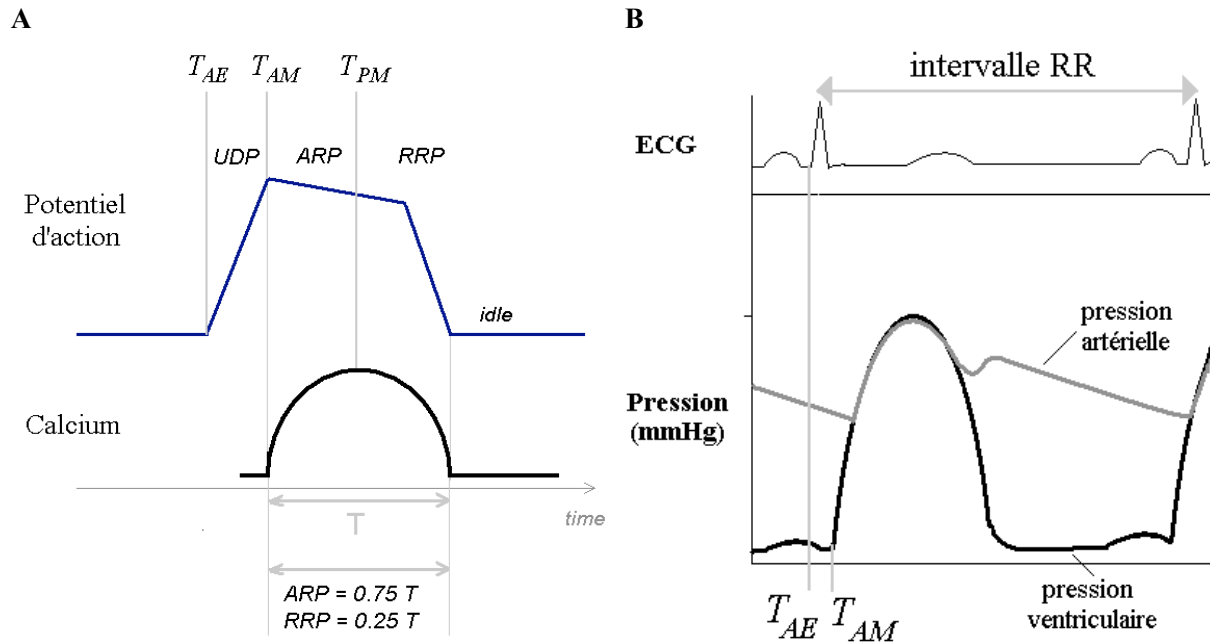 A
T_AE T_AM T_PM
UDP ARP RRP
Potentiel
d'action
idle
Calcium
T
time
ARP = 0.75 T
RRP = 0.25 T
B
intervalle RR
ECG
pression
artérielle
Pression
(mmHg)
T_AE T_AM
pression
ventriculaire